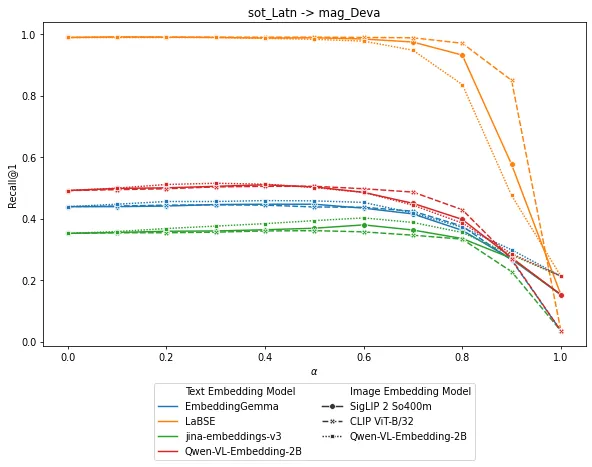 sot_Latn -> mag_Deva
Recall@1
1.0
0.8
0.6
0.4
0.2
0.0
0.0 0.2 0.4 0.6 0.8 1.0
α
Text Embedding Model Image Embedding Model
EmbeddingGemma SigLIP 2 So400m
LaBSE CLIP ViT-B/32
jina-embeddings-v3 Qwen-VL-Embedding-2B
Qwen-VL-Embedding-2B